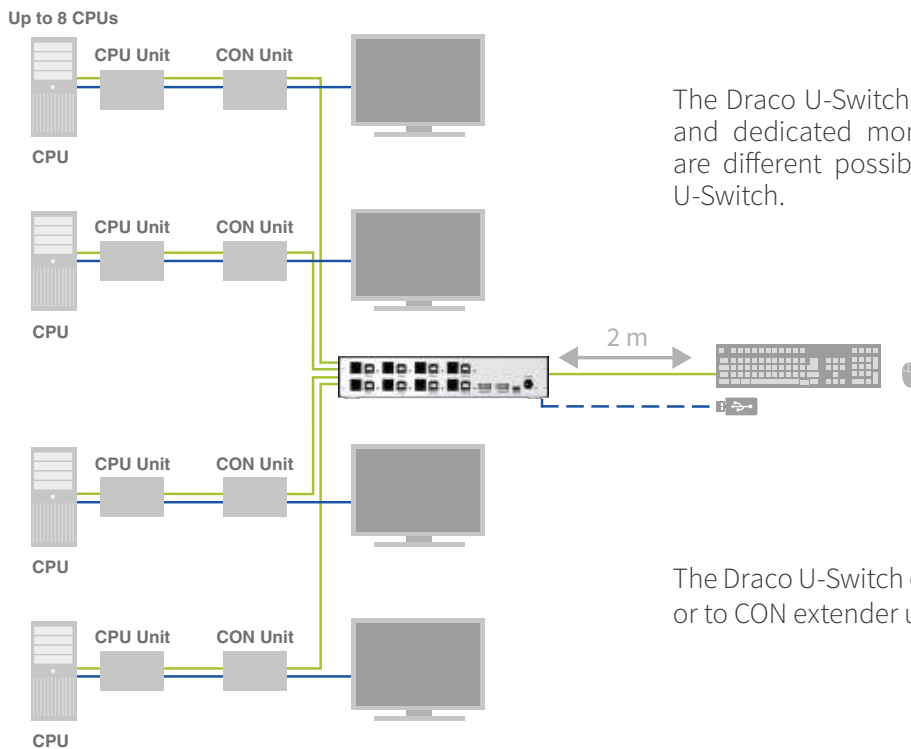 Up to 8 CPUs
CPU Unit CON Unit
CPU
The Draco U-Switch
and dedicated
are different
U-Switch.
CPU Unit CON Unit
CPU
2 m
CPU Unit CON Unit
CPU
The Draco U-Switch
or to CON extender
CPU Unit CON Unit
CPU